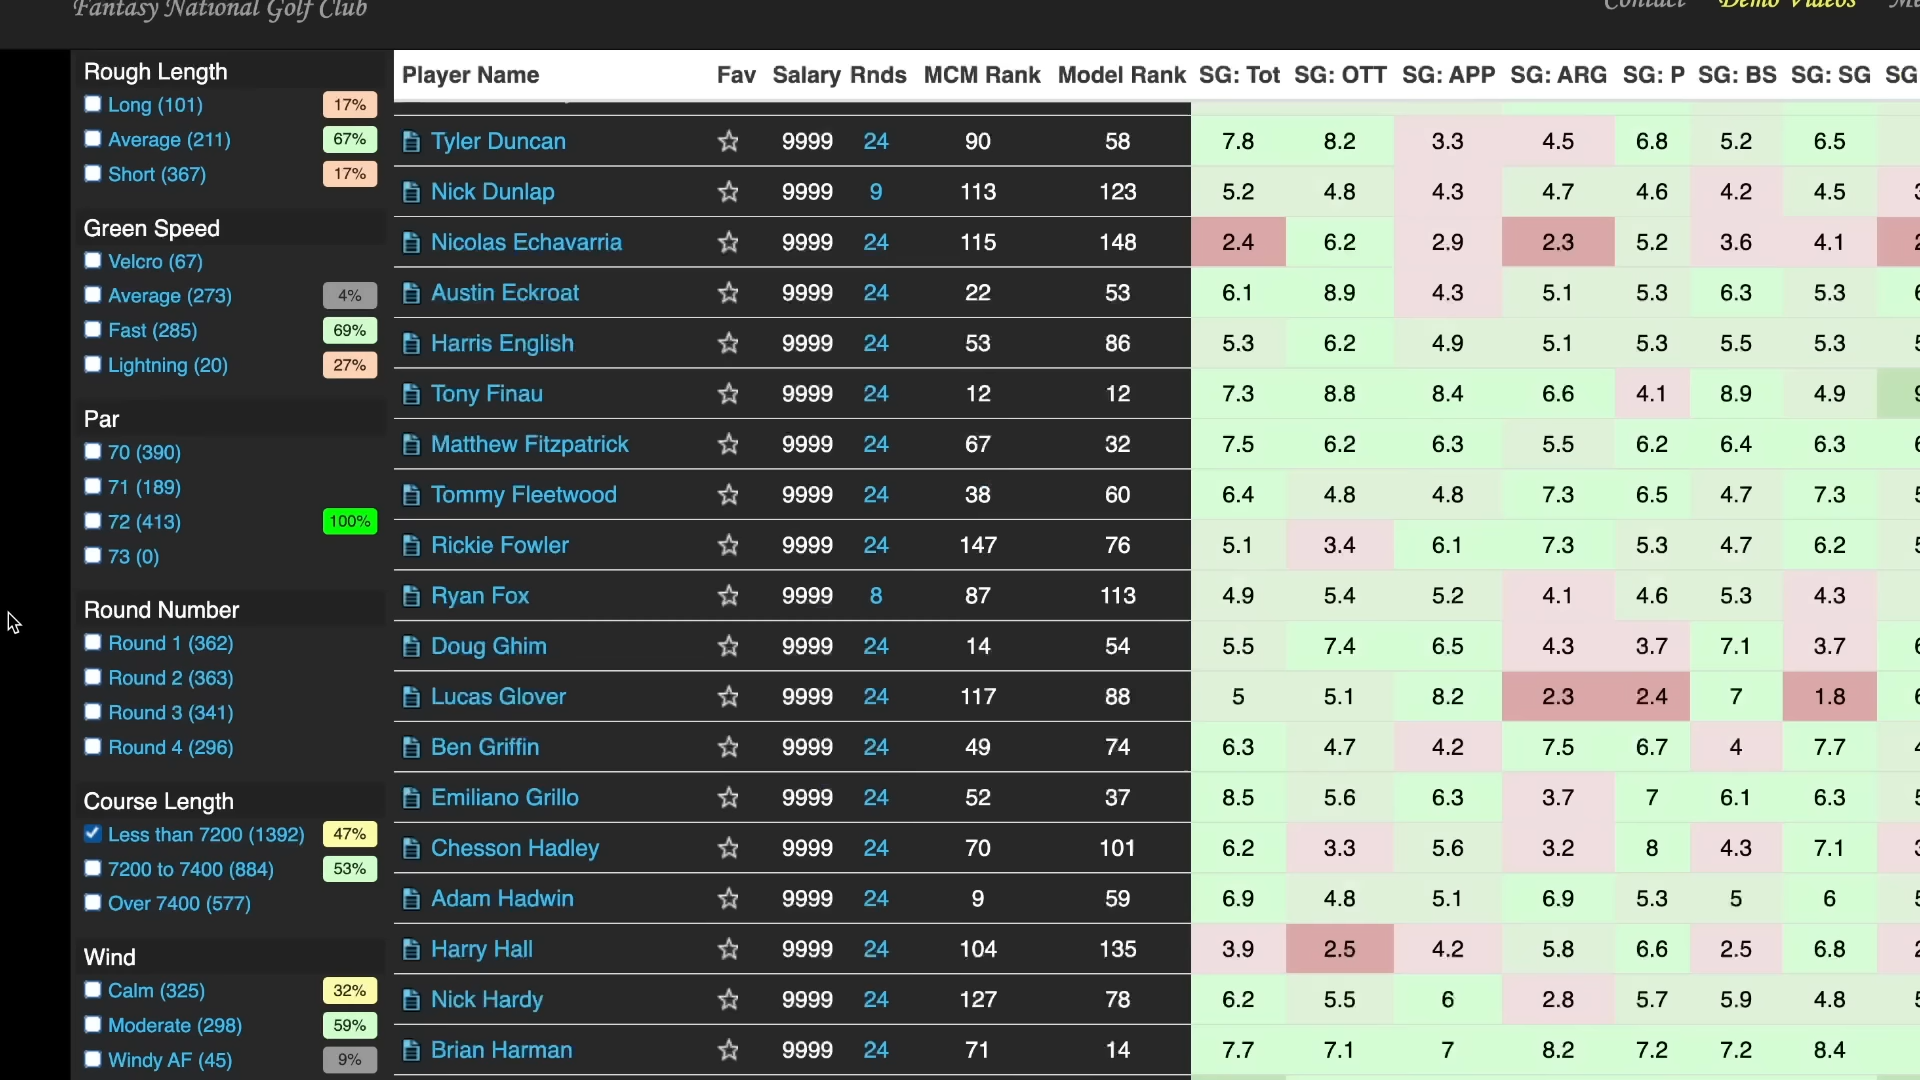 Fantasy National Golf Club
Contact Demo Videos
Rough Length
Long (101) 17%
Average (211) 67%
Short (367) 17%
Green Speed
Velcro (67)
Average (273) 4%
Fast (285) 69%
Lightning (20) 27%
Par
70 (390)
71 (189)
72 (413) 100%
73 (0)
Round Number
Round 1 (362)
Round 2 (363)
Round 3 (341)
Round 4 (296)
Course Length
Less than 7200 (1392) 47%
7200 to 7400 (884) 53%
Over 7400 (577)
Wind
Calm (325) 32%
Moderate (298) 59%
Windy AF (45) 9%
Player Name Fav Salary Rnds MCM Rank Model Rank SG: Tot SG: OTT SG: APP SG: ARG SG: P SG: BS SG: SG SG
Tyler Duncan 9999 24 90 58 7.8 8.2 3.3 4.5 6.8 5.2 6.5
Nick Dunlap 9999 9 113 123 5.2 4.8 4.3 4.7 4.6 4.2 4.5
Nicolas Echavarria 9999 24 115 148 2.4 6.2 2.9 2.3 5.2 3.6 4.1
Austin Eckroat 9999 24 22 53 6.1 8.9 4.3 5.1 5.3 6.3 5.3
Harris English 9999 24 53 86 5.3 6.2 4.9 5.1 5.3 5.5 5.3
Tony Finau 9999 24 12 12 7.3 8.8 8.4 6.6 4.1 8.9 4.9
Matthew Fitzpatrick 9999 24 67 32 7.5 6.2 6.3 5.5 6.2 6.4 6.3
Tommy Fleetwood 9999 24 38 60 6.4 4.8 4.8 7.3 6.5 4.7 7.3
Rickie Fowler 9999 24 147 76 5.1 3.4 6.1 7.3 5.3 4.7 6.2
Ryan Fox 9999 8 87 113 4.9 5.4 5.2 4.1 4.6 5.3 4.3
Doug Ghim 9999 24 14 54 5.5 7.4 6.5 4.3 3.7 7.1 3.7
Lucas Glover 9999 24 117 88 5 5.1 8.2 2.3 2.4 7 1.8
Ben Griffin 9999 24 49 74 6.3 4.7 4.2 7.5 6.7 4 7.7
Emiliano Grillo 9999 24 52 37 8.5 5.6 6.3 3.7 7 6.1 6.3
Chesson Hadley 9999 24 70 101 6.2 3.3 5.6 3.2 8 4.3 7.1
Adam Hadwin 9999 24 9 59 6.9 4.8 5.1 6.9 5.3 5 6
Harry Hall 9999 24 104 135 3.9 2.5 4.2 5.8 6.6 2.5 6.8
Nick Hardy 9999 24 127 78 6.2 5.5 6 2.8 5.7 5.9 4.8
Brian Harman 9999 24 71 14 7.7 7.1 7 8.2 7.2 7.2 8.4